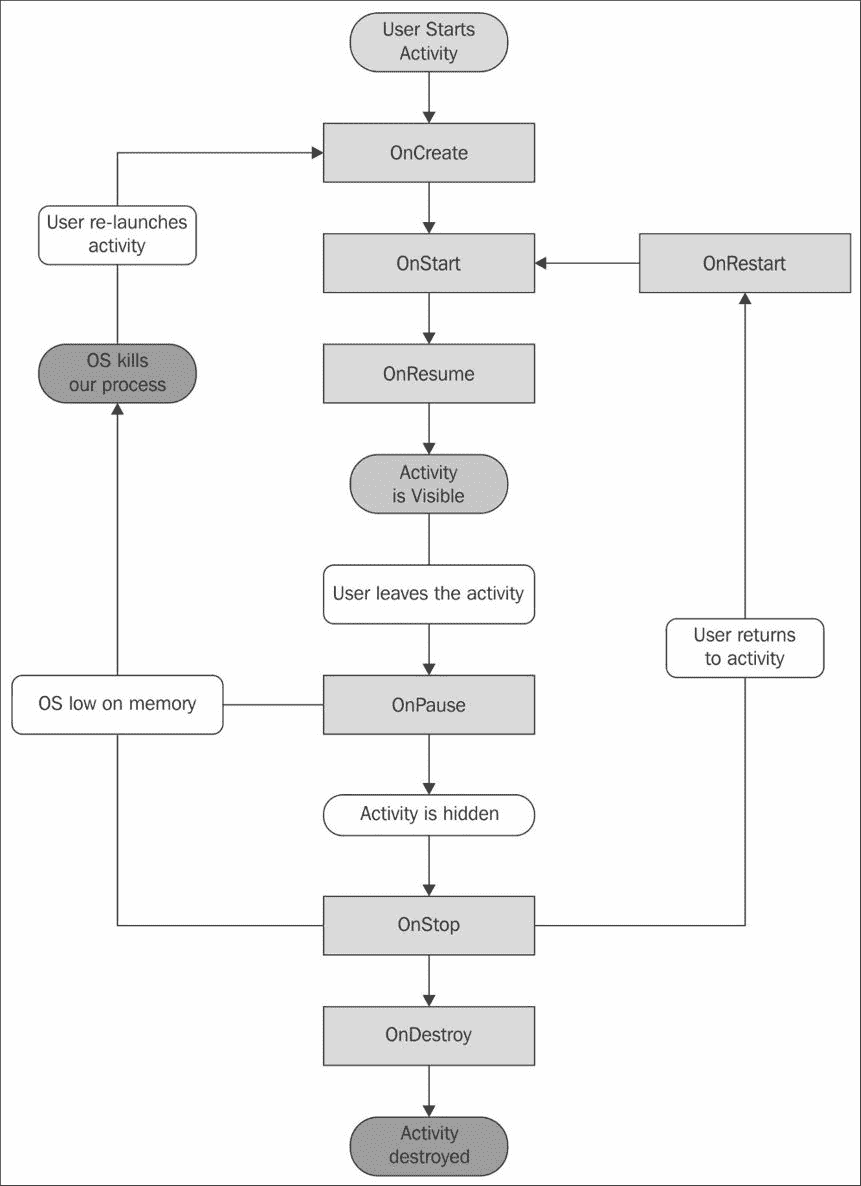 User Starts
Activity
OnCreate
User re-launches
activity
OnStart
OnRestart
OS kills
our process
OnResume
Activity
is Visible
User leaves the activity
User returns
to activity
OS low on memory
OnPause
Activity is hidden
OnStop
OnDestroy
Activity
destroyed